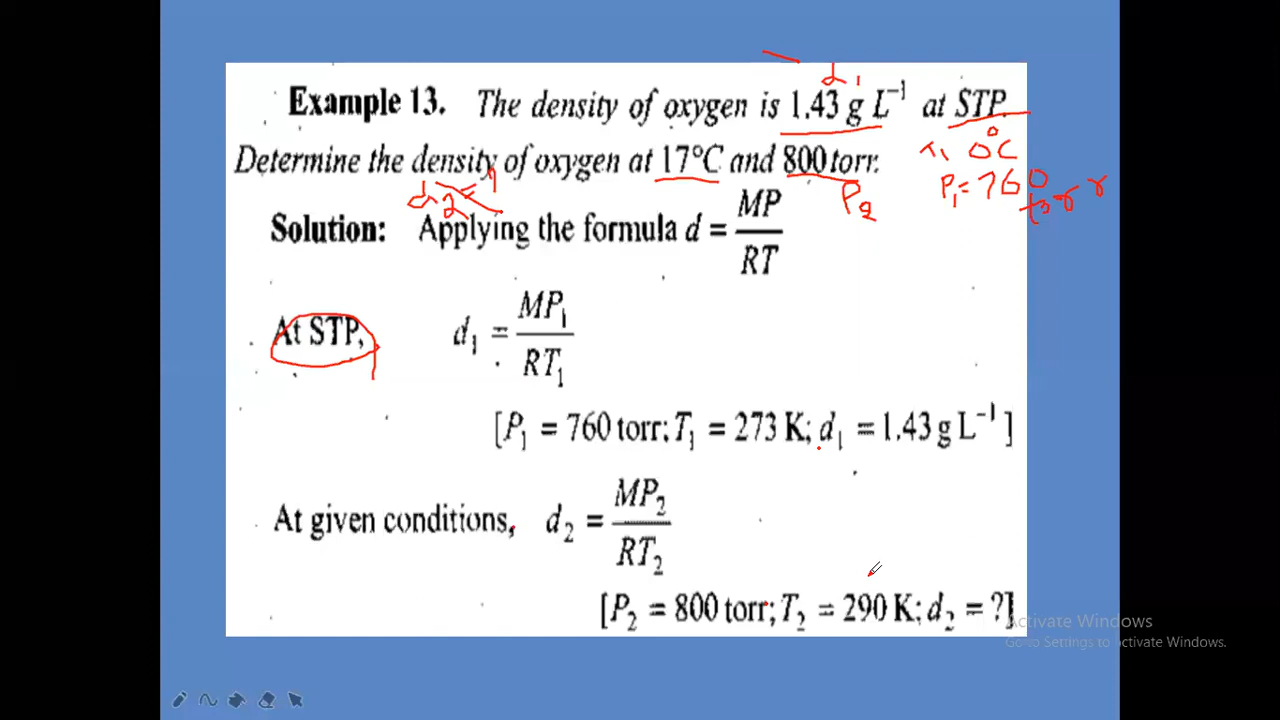 d1
Example 13. The density of oxygen is 1.43 g L⁻¹ at STP.
T1 0°C
Determine the density of oxygen at 17°C and 800 torr.
d2 = ?
P2
P1 = 760 torr
Solution: Applying the formula d = MP/RT
At STP, d₁ = MP₁/RT₁
[P₁ = 760 torr; T₁ = 273 K; d₁ = 1.43 g L⁻¹]
At given conditions, d₂ = MP₂/RT₂
[P₂ = 800 torr; T₂ = 290 K; d₂ = ?]
Activate Windows
Go to Settings to Activate Windows.